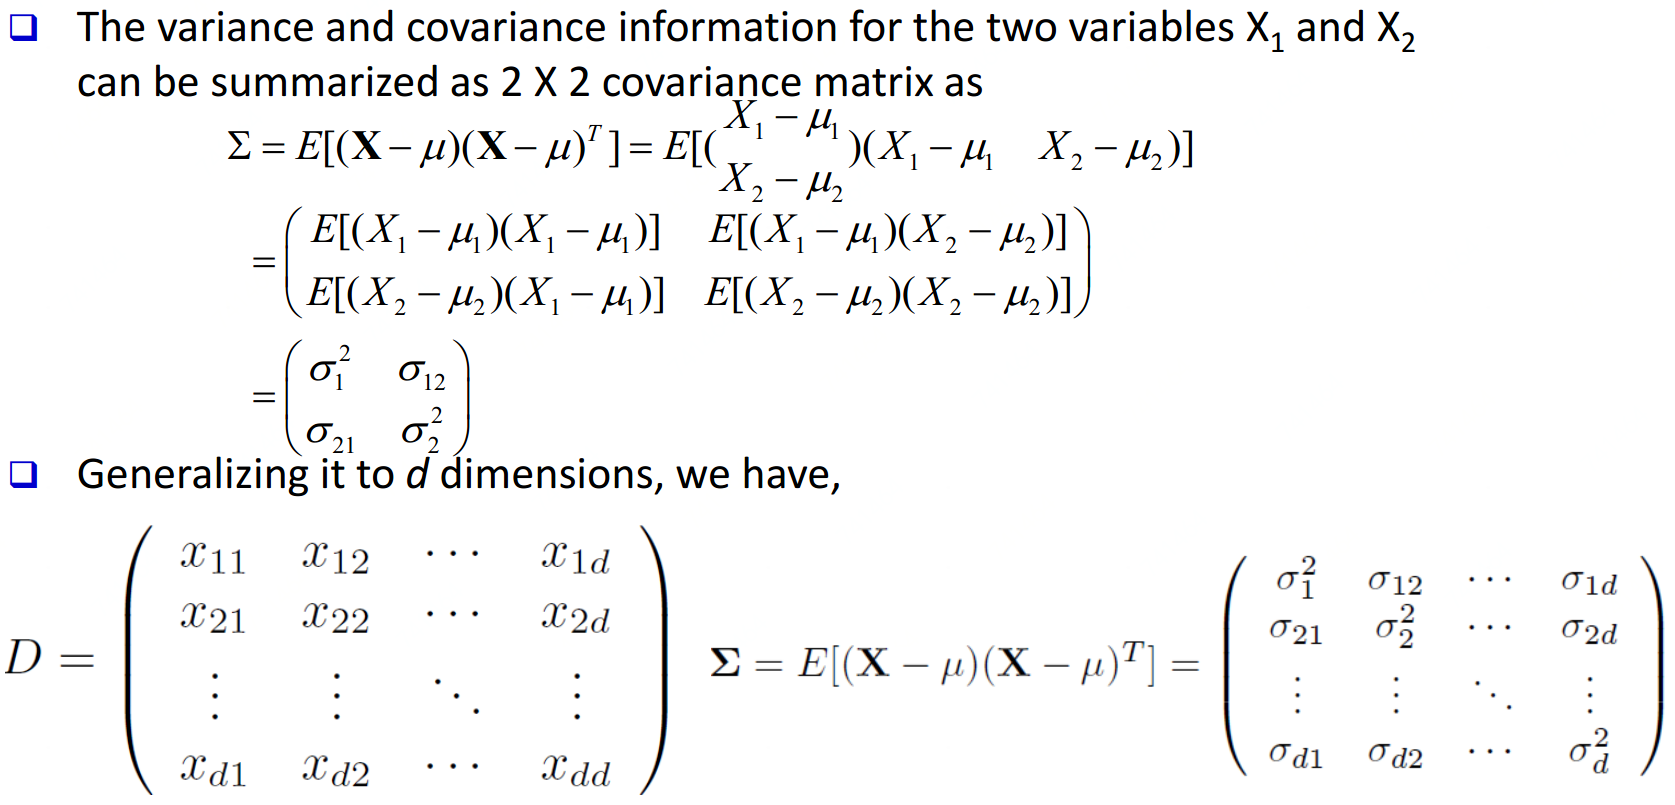 ❑ The variance and covariance information for the two variables X₁ and X₂
can be summarized as 2 X 2 covariance matrix as
$\Sigma = E[(\mathbf{X}-\mu)(\mathbf{X}-\mu)^T] = E[(\begin{matrix} X_1-\mu_1 \\ X_2-\mu_2 \end{matrix})(X_1-\mu_1 \quad X_2-\mu_2)]$
$= \begin{pmatrix} E[(X_1-\mu_1)(X_1-\mu_1)] & E[(X_1-\mu_1)(X_2-\mu_2)] \\ E[(X_2-\mu_2)(X_1-\mu_1)] & E[(X_2-\mu_2)(X_2-\mu_2)] \end{pmatrix}$
$= \begin{pmatrix} \sigma_1^2 & \sigma_{12} \\ \sigma_{21} & \sigma_2^2 \end{pmatrix}$
❑ Generalizing it to d dimensions, we have,
$D = \begin{pmatrix} x_{11} & x_{12} & \cdots & x_{1d} \\ x_{21} & x_{22} & \cdots & x_{2d} \\ \vdots & \vdots & \ddots & \vdots \\ x_{d1} & x_{d2} & \cdots & x_{dd} \end{pmatrix}$ $\mathbf{\Sigma} = E[(\mathbf{X}-\mu)(\mathbf{X}-\mu)^T] = \begin{pmatrix} \sigma_1^2 & \sigma_{12} & \cdots & \sigma_{1d} \\ \sigma_{21} & \sigma_2^2 & \cdots & \sigma_{2d} \\ \vdots & \vdots & \ddots & \vdots \\ \sigma_{d1} & \sigma_{d2} & \cdots & \sigma_d^2 \end{pmatrix}$